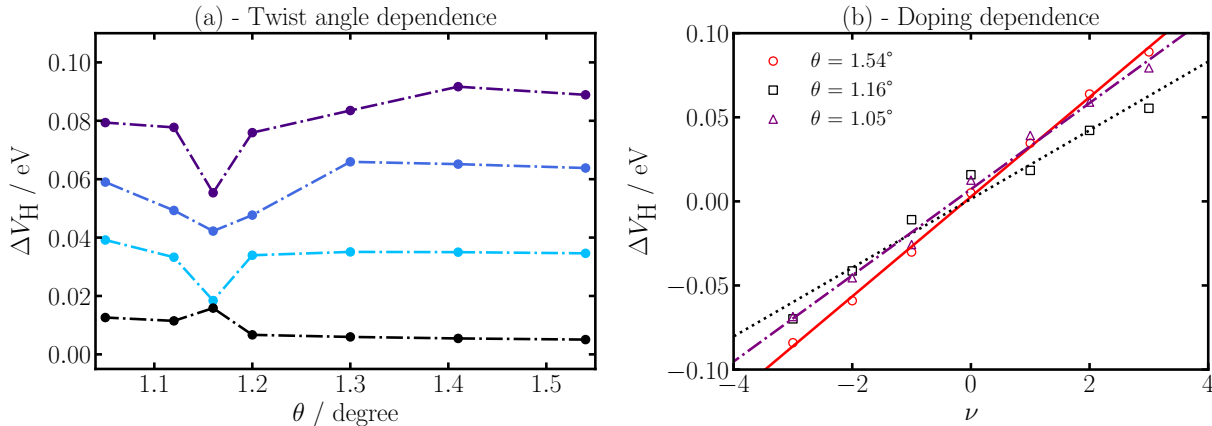 (a) - Twist angle dependence
ΔV_H / eV
0.10
0.08
0.06
0.04
0.02
0.00
1.1 1.2 1.3 1.4 1.5
θ / degree
(b) - Doping dependence
ΔV_H / eV
0.10
0.05
0.00
−0.05
−0.10
θ = 1.54°
θ = 1.16°
θ = 1.05°
−4 −2 0 2 4
ν